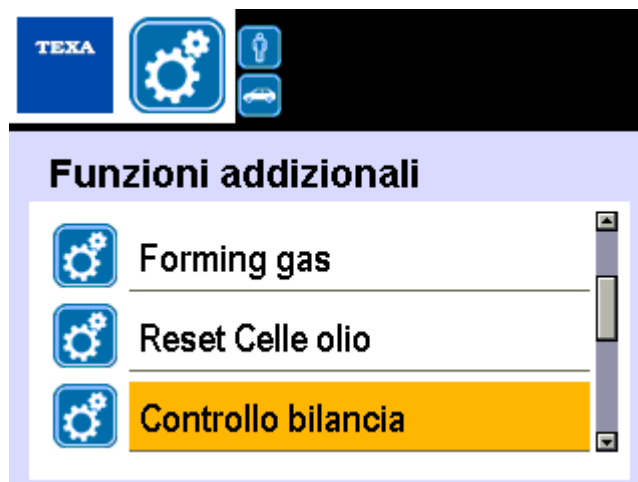 TEXA
Funzioni addizionali
Forming gas
Reset Celle olio
Controllo bilancia